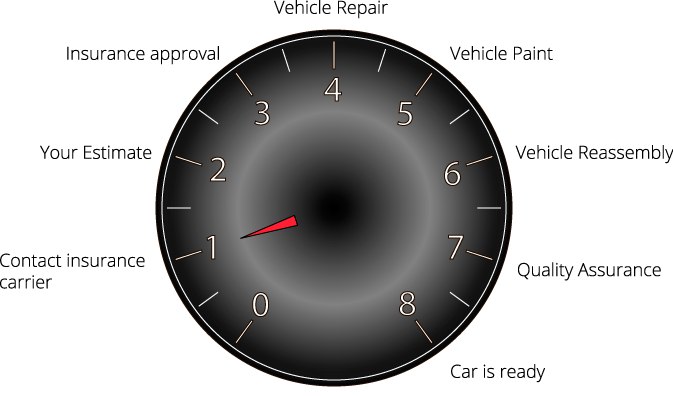 Vehicle Repair
Insurance approval
Vehicle Paint
4
3
5
Your Estimate
Vehicle Reassembly
2
6
1
7
Contact insurance
carrier
Quality Assurance
0
8
Car is ready